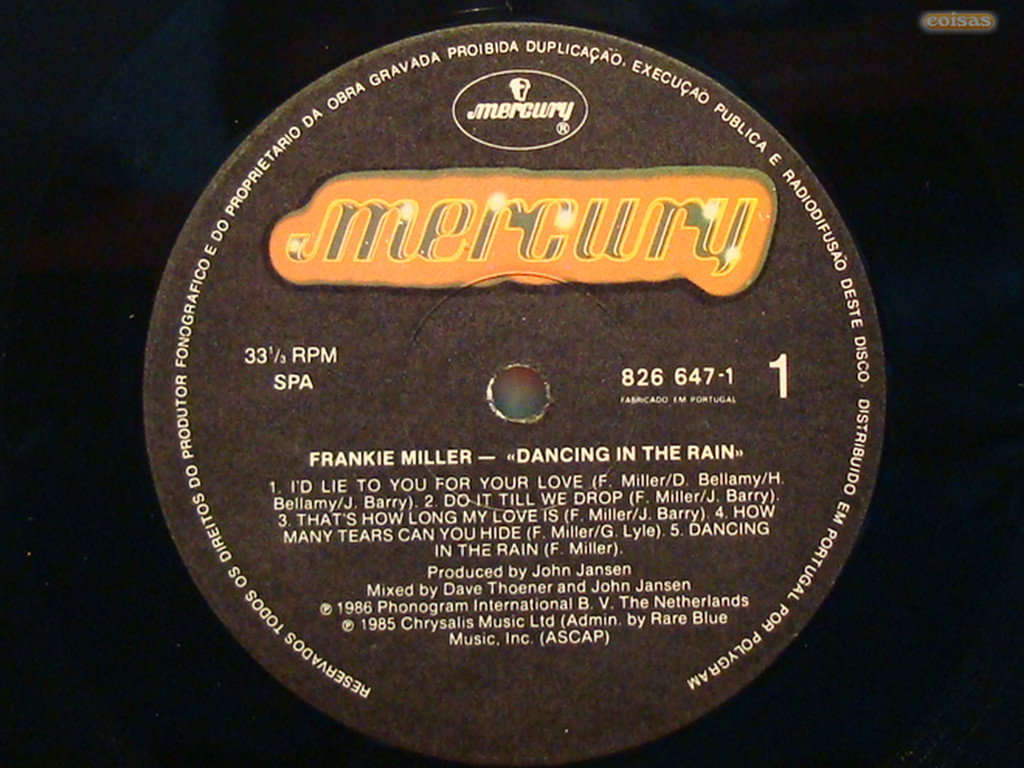 coisas
RESERVADOS TODOS OS DIREITOS DO PRODUTOR FONOGRAFICO E DO PROPRIETARIO DA OBRA GRAVADA PROIBIDA DUPLICAÇÃO, EXECUÇAO PUBLICA E RADIODIFUSÃO DESTE DISCO. DISTRIBUIDO EM PORTUGAL POR POLYGRAM
mercury ®
mercury
33⅓ RPM
SPA
826 647-1 1
FABRICADO EM PORTUGAL
FRANKIE MILLER — «DANCING IN THE RAIN»
1. I'D LIE TO YOU FOR YOUR LOVE (F. Miller/D. Bellamy/H.
Bellamy/J. Barry). 2. DO IT TILL WE DROP (F. Miller/J. Barry).
3. THAT'S HOW LONG MY LOVE IS (F. Miller/J. Barry). 4. HOW
MANY TEARS CAN YOU HIDE (F. Miller/G. Lyle). 5. DANCING
IN THE RAIN (F. Miller).
Produced by John Jansen
Mixed by Dave Thoener and John Jansen
℗ 1986 Phonogram International B. V. The Netherlands
℗ 1985 Chrysalis Music Ltd (Admin. by Rare Blue
Music, Inc. (ASCAP)